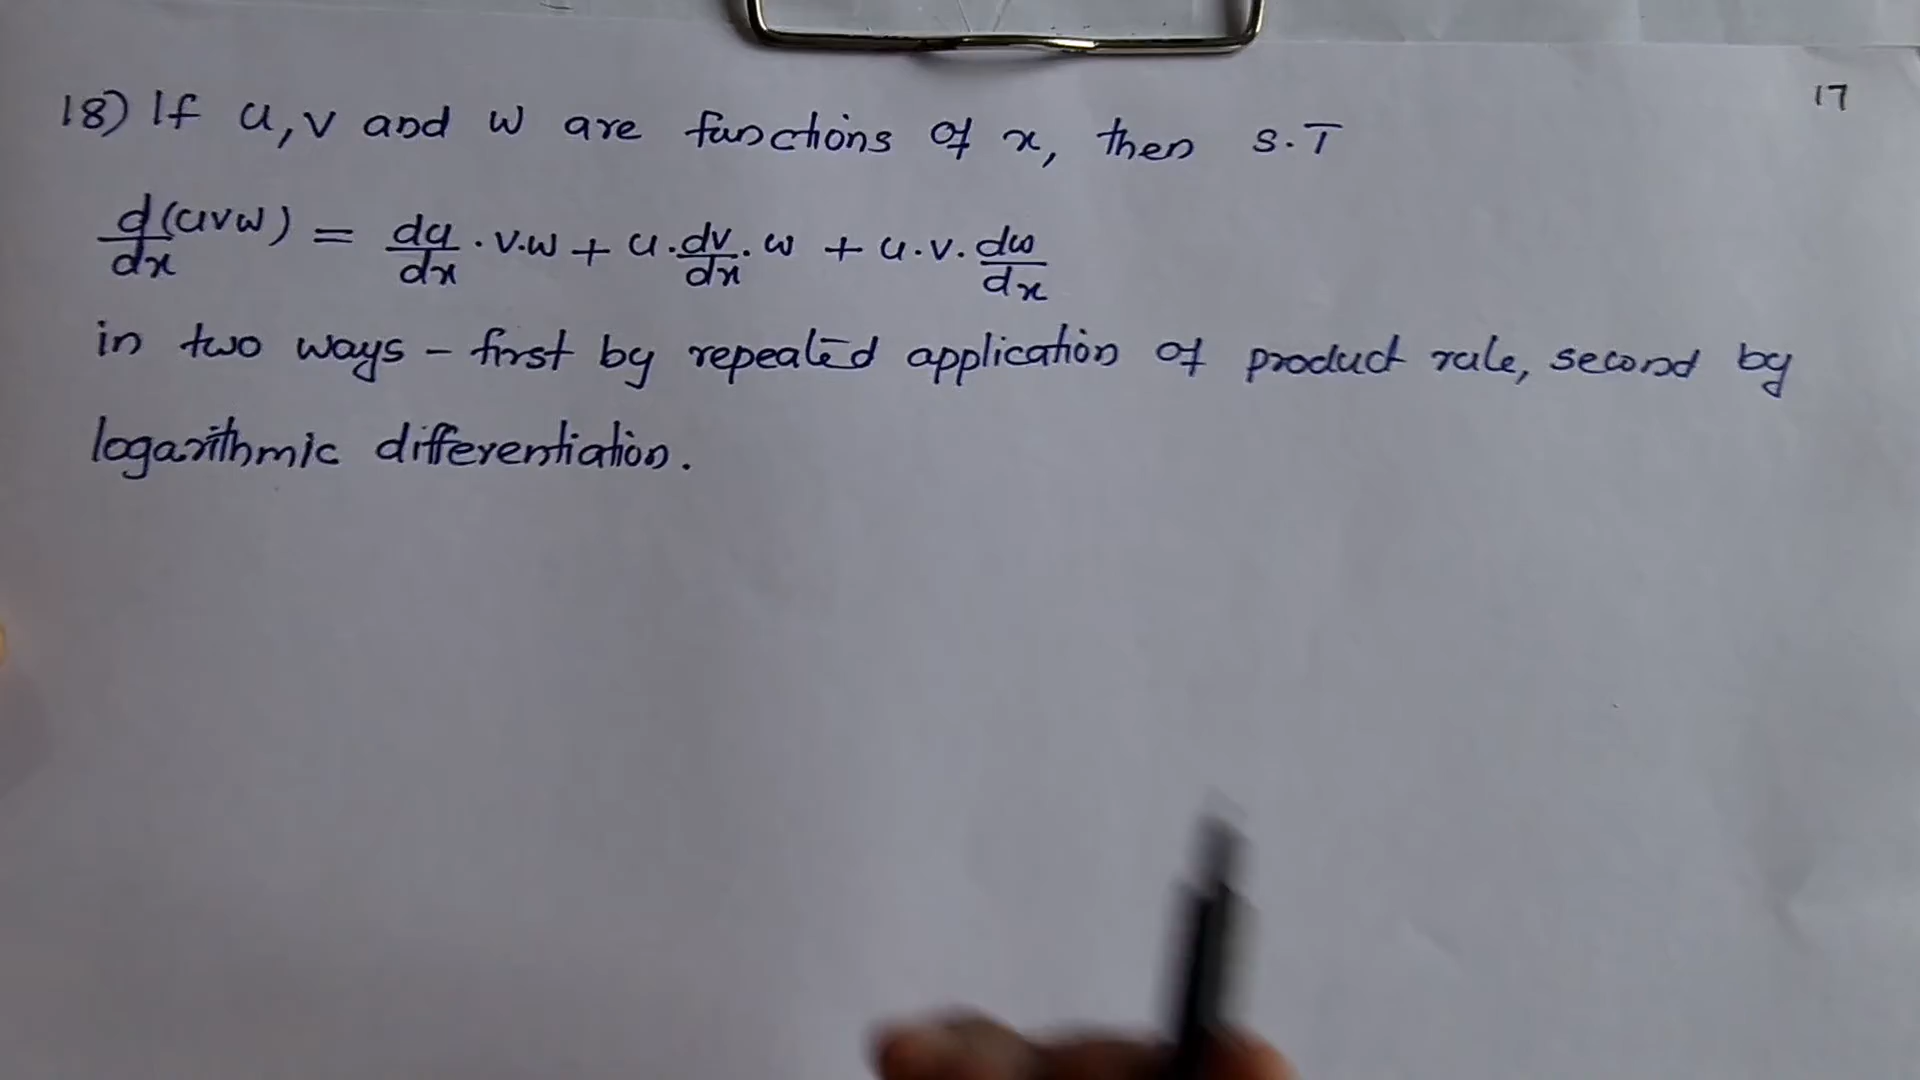 17
18) If u, v and w are functions of x, then S.T
d/dx (uvw) = du/dx · v·w + u · dv/dx · w + u · v · dw/dx
in two ways - first by repeated application of product rule, second by
logarithmic differentiation.